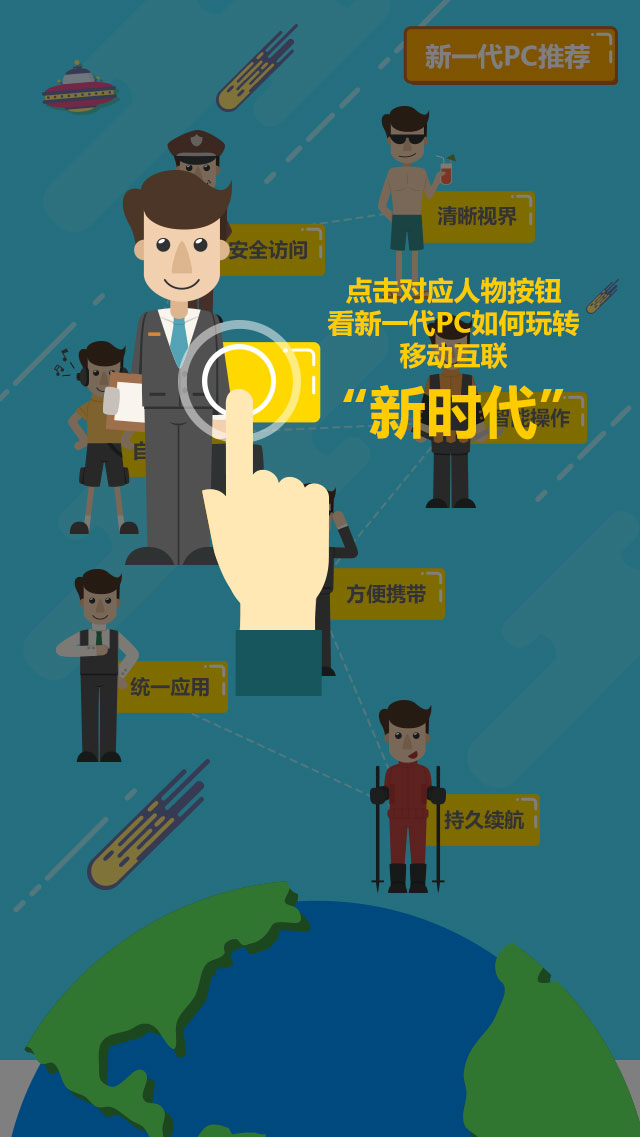 新一代PC推荐
清晰视界
安全访问
点击对应人物按钮
看新一代PC如何玩转
移动互联
“新时代”
智能操作
自
方便携带
统一应用
持久续航